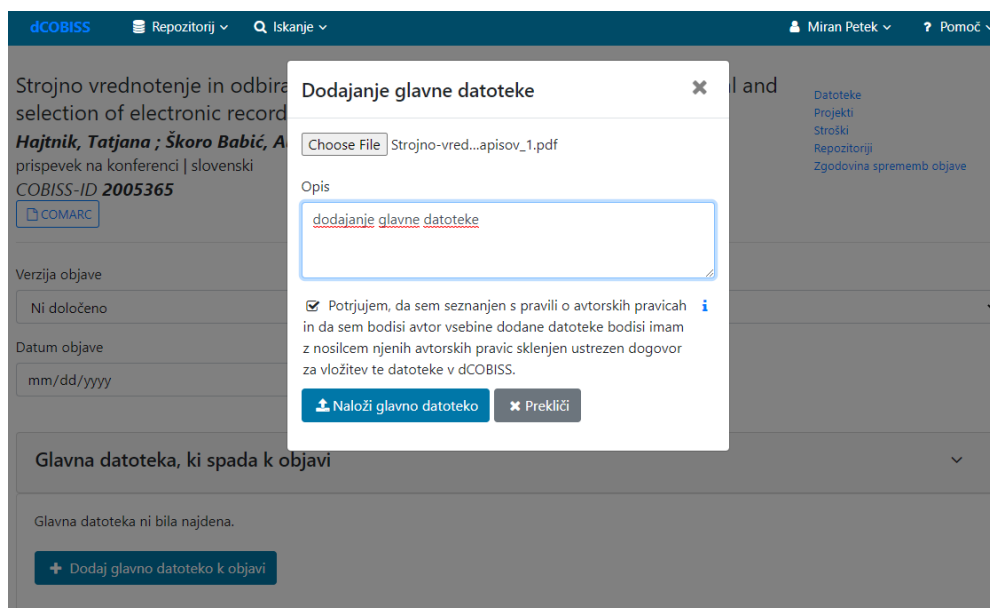 dCOBISS Repozitorij Iskanje Miran Petek ? Pomoč
Strojno vrednotenje in odbira l and
selection of electronic record
Hajtnik, Tatjana ; Škoro Babić, A
prispevek na konferenci | slovenski
COBISS-ID 2005365
COMARC
Datoteke
Projekti
Stroški
Repozitoriji
Zgodovina sprememb objave
Verzija objave
Ni določeno
Datum objave
mm/dd/yyyy
Dodajanje glavne datoteke
Choose File Strojno-vred...apisov_1.pdf
Opis
dodajanje glavne datoteke
Potrjujem, da sem seznanjen s pravili o avtorskih pravicah i
in da sem bodisi avtor vsebine dodane datoteke bodisi imam
z nosilcem njenih avtorskih pravic sklenjen ustrezen dogovor
za vložitev te datoteke v dCOBISS.
Naloži glavno datoteko Prekliči
Glavna datoteka, ki spada k objavi
Glavna datoteka ni bila najdena.
+ Dodaj glavno datoteko k objavi